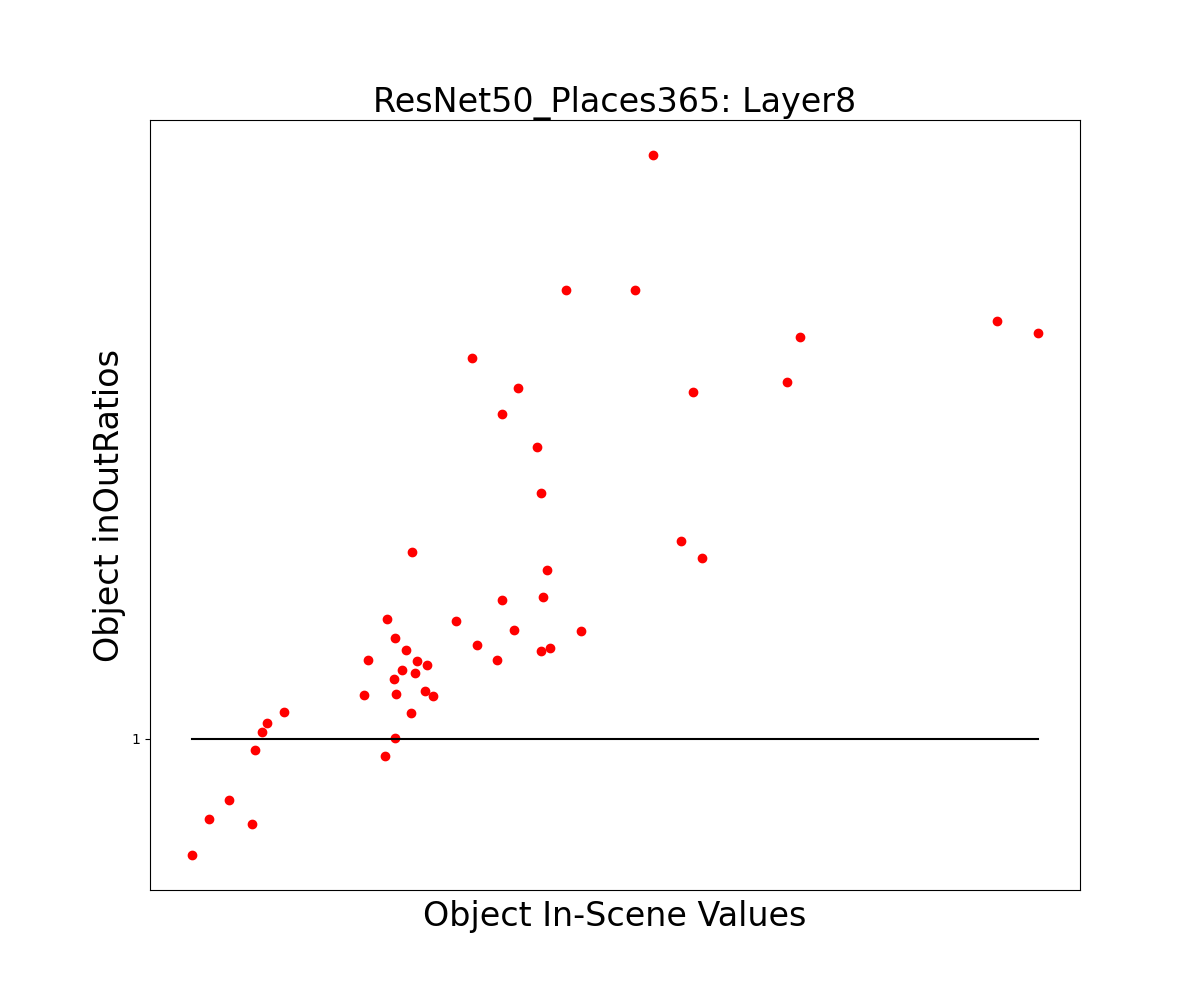 ResNet50_Places365: Layer8
Object inOutRatios
1
Object In-Scene Values